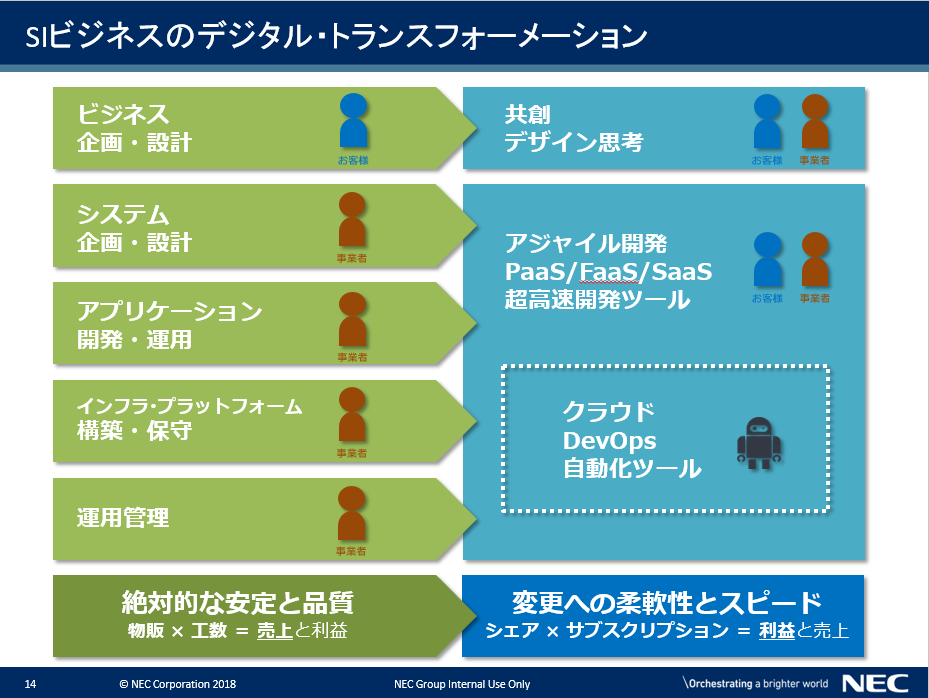 SIビジネスのデジタル・トランスフォーメーション
ビジネス
企画・設計
お客様
共創
デザイン思考
お客様
事業者
システム
企画・設計
事業者
アジャイル開発
PaaS/FaaS/SaaS
超高速開発ツール
お客様
事業者
アプリケーション
開発・運用
事業者
インフラ・プラットフォーム
構築・保守
事業者
クラウド
DevOps
自動化ツール
運用管理
事業者
絶対的な安定と品質
物販 × 工数 = 売上と利益
変更への柔軟性とスピード
シェア × サブスクリプション = 利益と売上
14
© NEC Corporation 2018
NEC Group Internal Use Only
\Orchestrating a brighter world
NEC